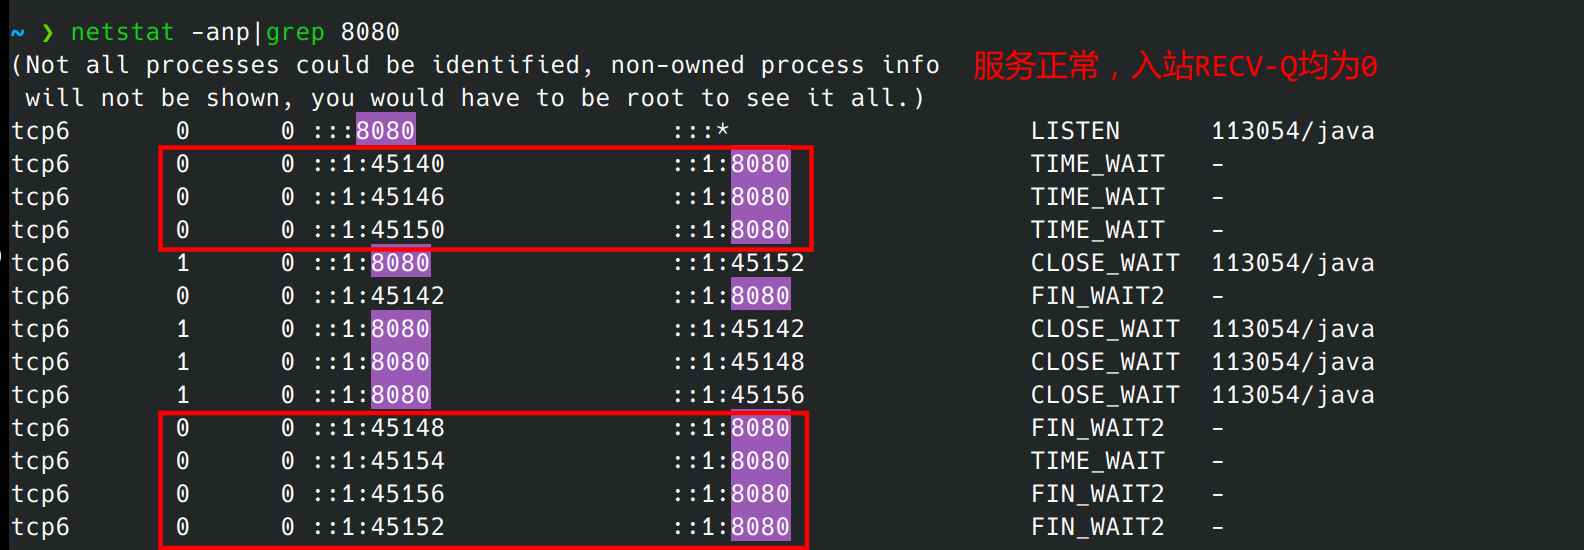 ~ ❯ netstat -anp|grep 8080
(Not all processes could be identified, non-owned process info
服务正常，入站RECV-Q均为0
will not be shown, you would have to be root to see it all.)
tcp6 0 0 :::8080 :::* LISTEN 113054/java
tcp6 0 0 ::1:45140 ::1:8080 TIME_WAIT -
tcp6 0 0 ::1:45146 ::1:8080 TIME_WAIT -
tcp6 0 0 ::1:45150 ::1:8080 TIME_WAIT -
tcp6 1 0 ::1:8080 ::1:45152 CLOSE_WAIT 113054/java
tcp6 0 0 ::1:45142 ::1:8080 FIN_WAIT2 -
tcp6 1 0 ::1:8080 ::1:45142 CLOSE_WAIT 113054/java
tcp6 1 0 ::1:8080 ::1:45148 CLOSE_WAIT 113054/java
tcp6 1 0 ::1:8080 ::1:45156 CLOSE_WAIT 113054/java
tcp6 0 0 ::1:45148 ::1:8080 FIN_WAIT2 -
tcp6 0 0 ::1:45154 ::1:8080 TIME_WAIT -
tcp6 0 0 ::1:45156 ::1:8080 FIN_WAIT2 -
tcp6 0 0 ::1:45152 ::1:8080 FIN_WAIT2 -